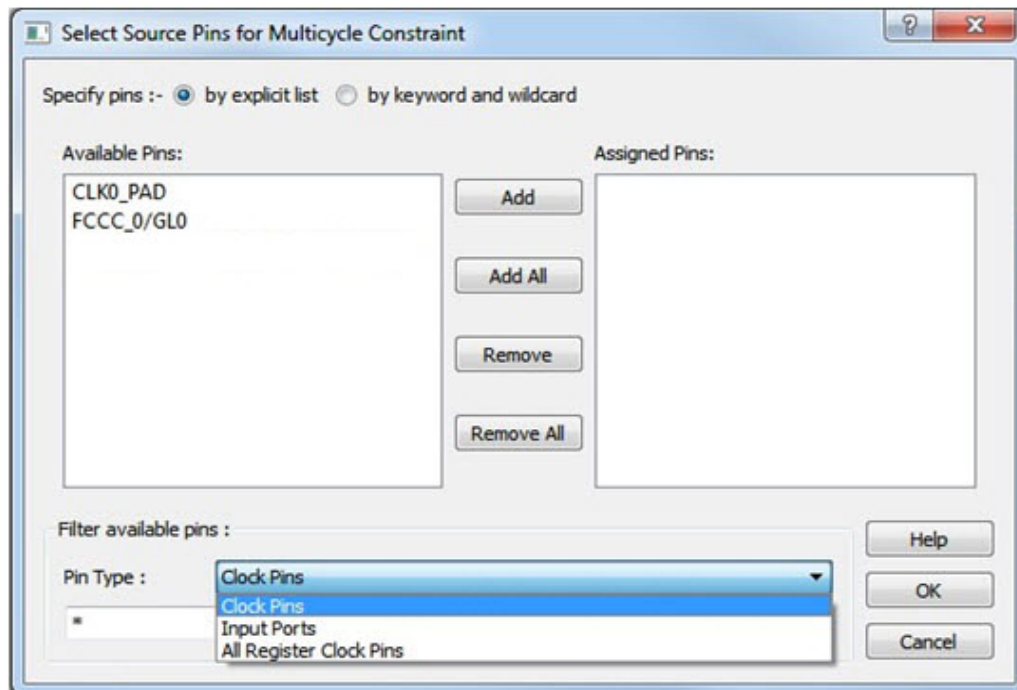 Select Source Pins for Multicycle Constraint
Specify pins :- by explicit list by keyword and wildcard
Available Pins:
Assigned Pins:
CLK0_PAD
FCCC_0/GL0
Add
Add All
Remove
Remove All
Filter available pins :
Pin Type :
Clock Pins
Clock Pins
Input Ports
All Register Clock Pins
*
Help
OK
Cancel